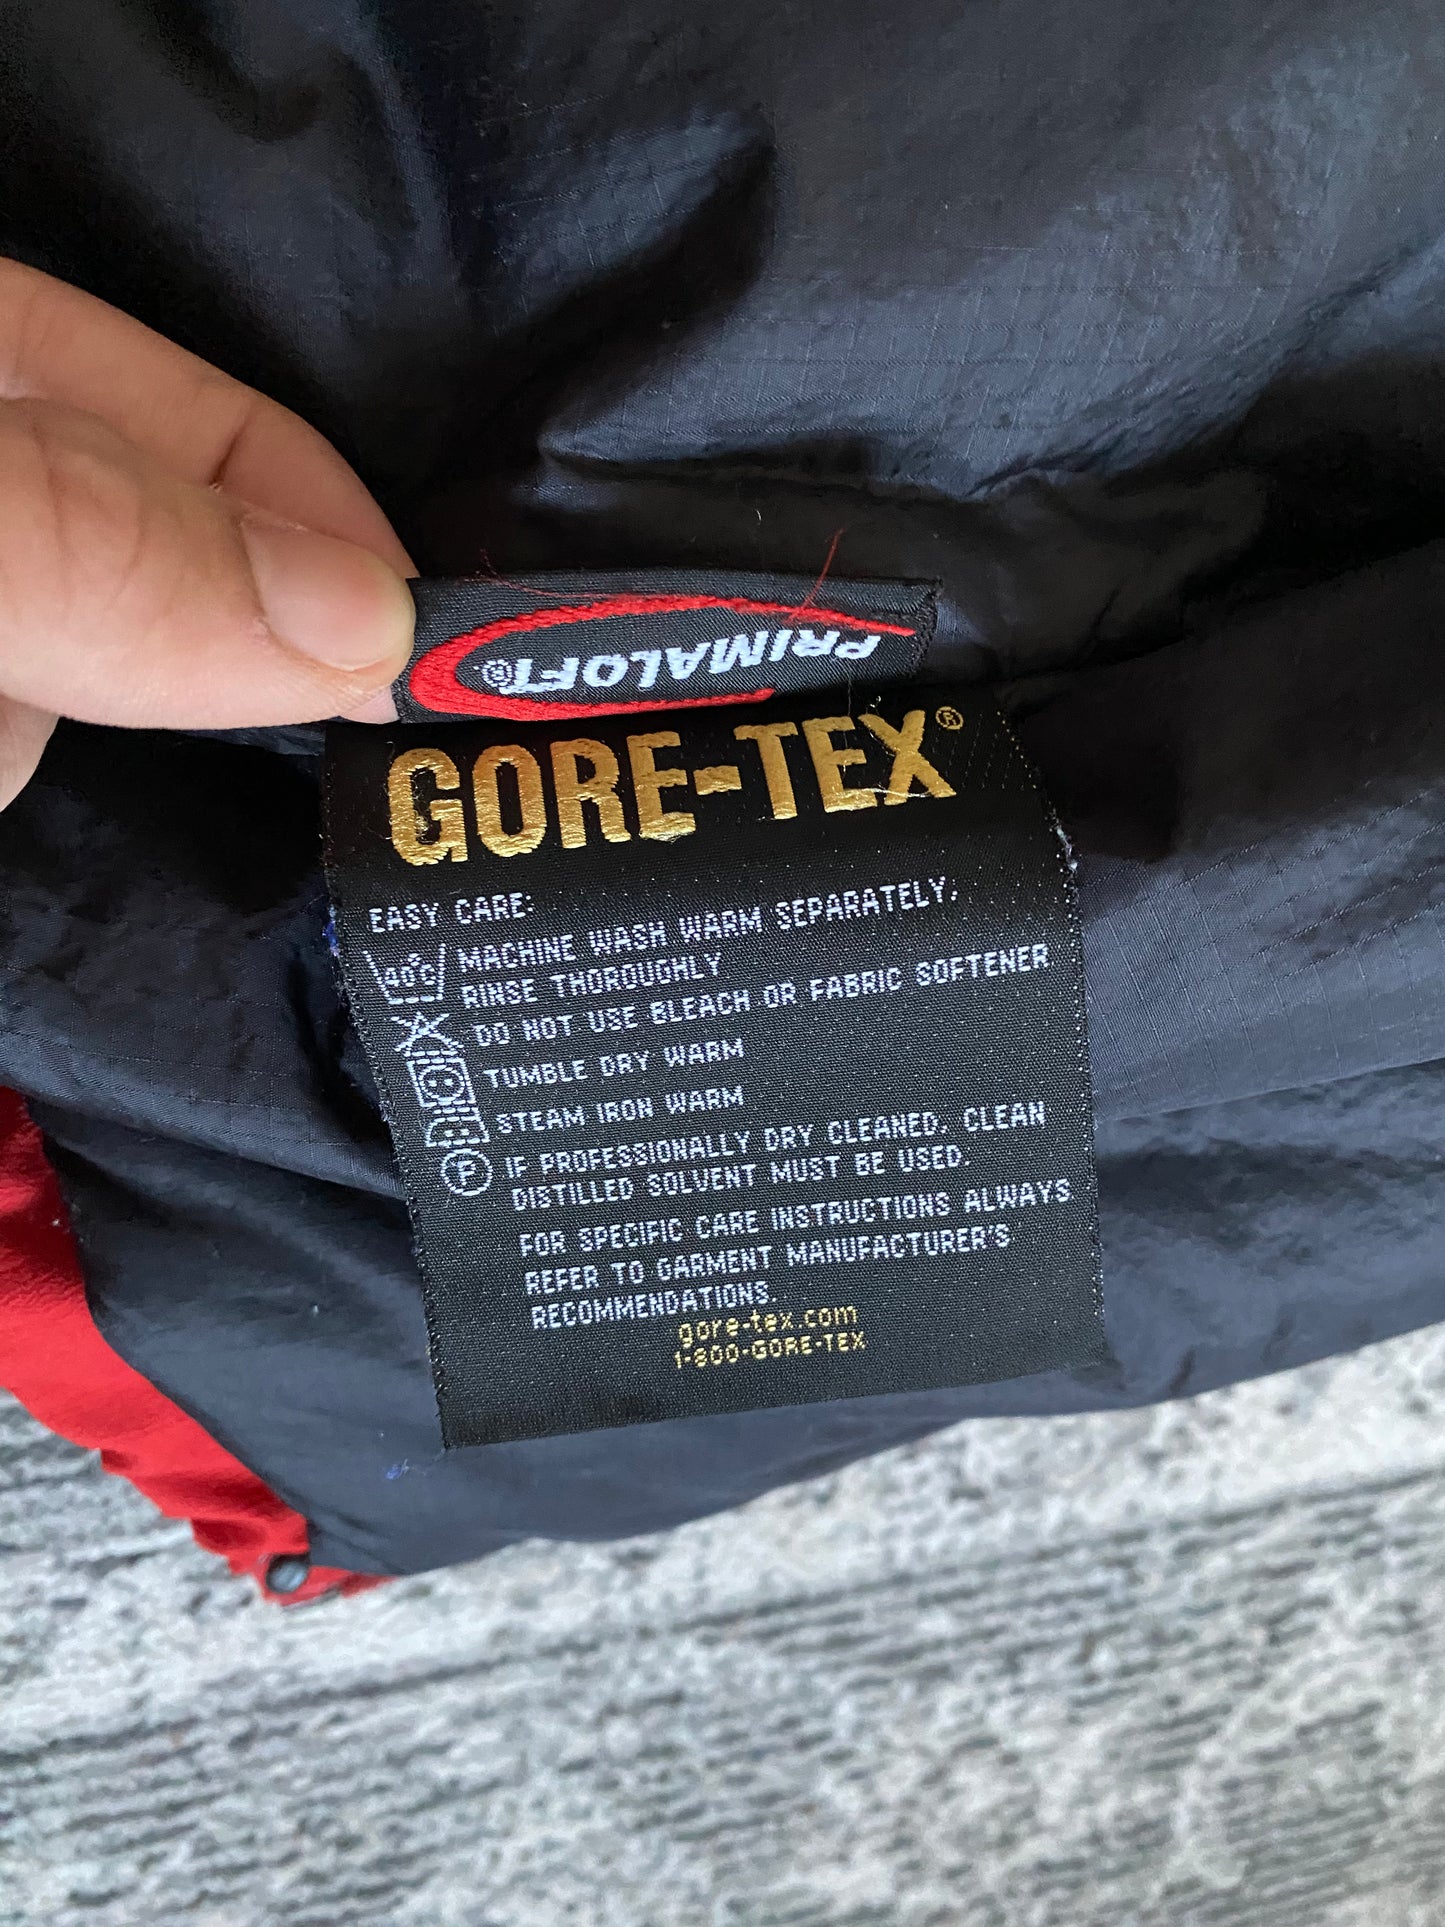 PRIMALOFT®
GORE-TEX®
EASY CARE:
40°C
MACHINE WASH WARM SEPARATELY.
RINSE THOROUGHLY
DO NOT USE BLEACH OR FABRIC SOFTENER
TUMBLE DRY WARM
STEAM IRON WARM
P
IF PROFESSIONALLY DRY CLEANED, CLEAN
DISTILLED SOLVENT MUST BE USED.
FOR SPECIFIC CARE INSTRUCTIONS ALWAYS
REFER TO GARMENT MANUFACTURER'S
RECOMMENDATIONS.
gore-tex.com
1-800-GORE-TEX